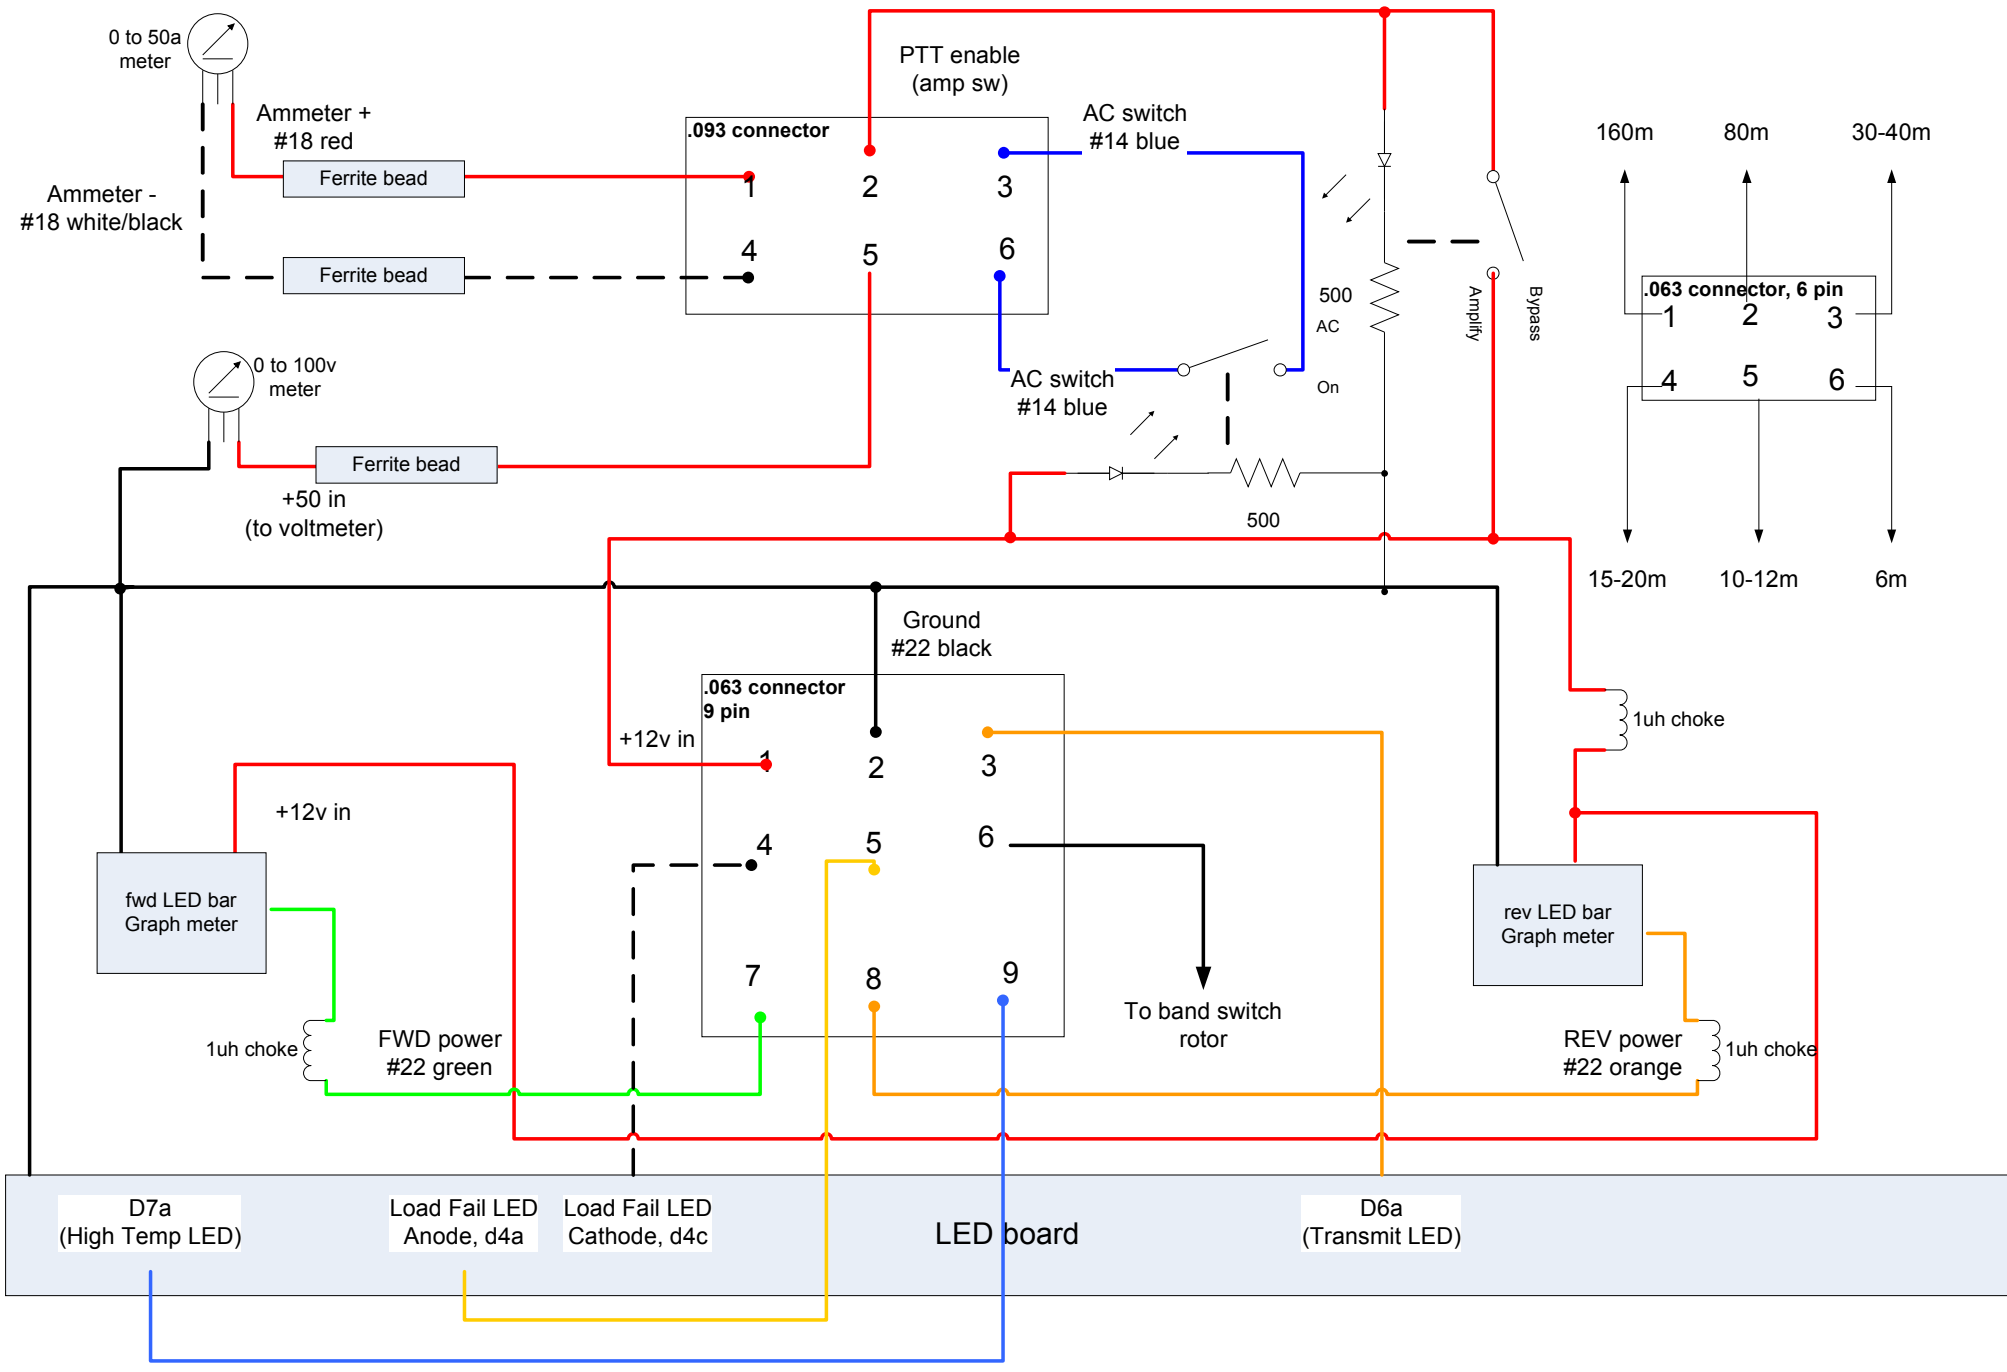 0 to 50a
meter
Ammeter +
#18 red
Ferrite bead
Ammeter -
#18 white/black
Ferrite bead
PTT enable
(amp sw)
.093 connector
1
2
3
4
5
6
AC switch
#14 blue
AC switch
#14 blue
500
AC
On
Amplify
Bypass
500
160m
80m
30-40m
.063 connector, 6 pin
1
2
3
4
5
6
15-20m
10-12m
6m
0 to 100v
meter
Ferrite bead
+50 in
(to voltmeter)
Ground
#22 black
.063 connector
9 pin
+12v in
1
2
3
4
5
6
7
8
9
1uh choke
+12v in
fwd LED bar
Graph meter
rev LED bar
Graph meter
To band switch
rotor
1uh choke
FWD power
#22 green
REV power
#22 orange
1uh choke
D7a
(High Temp LED)
Load Fail LED
Anode, d4a
Load Fail LED
Cathode, d4c
LED board
D6a
(Transmit LED)